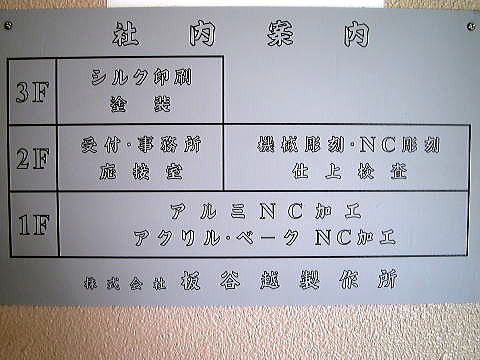 社内案内
3F
シルク印刷
塗装
2F
受付・事務所
応接室
機械彫刻・NC彫刻
仕上検査
1F
アルミNC加工
アクリル・ベークNC加工
株式会社 板谷越製作所